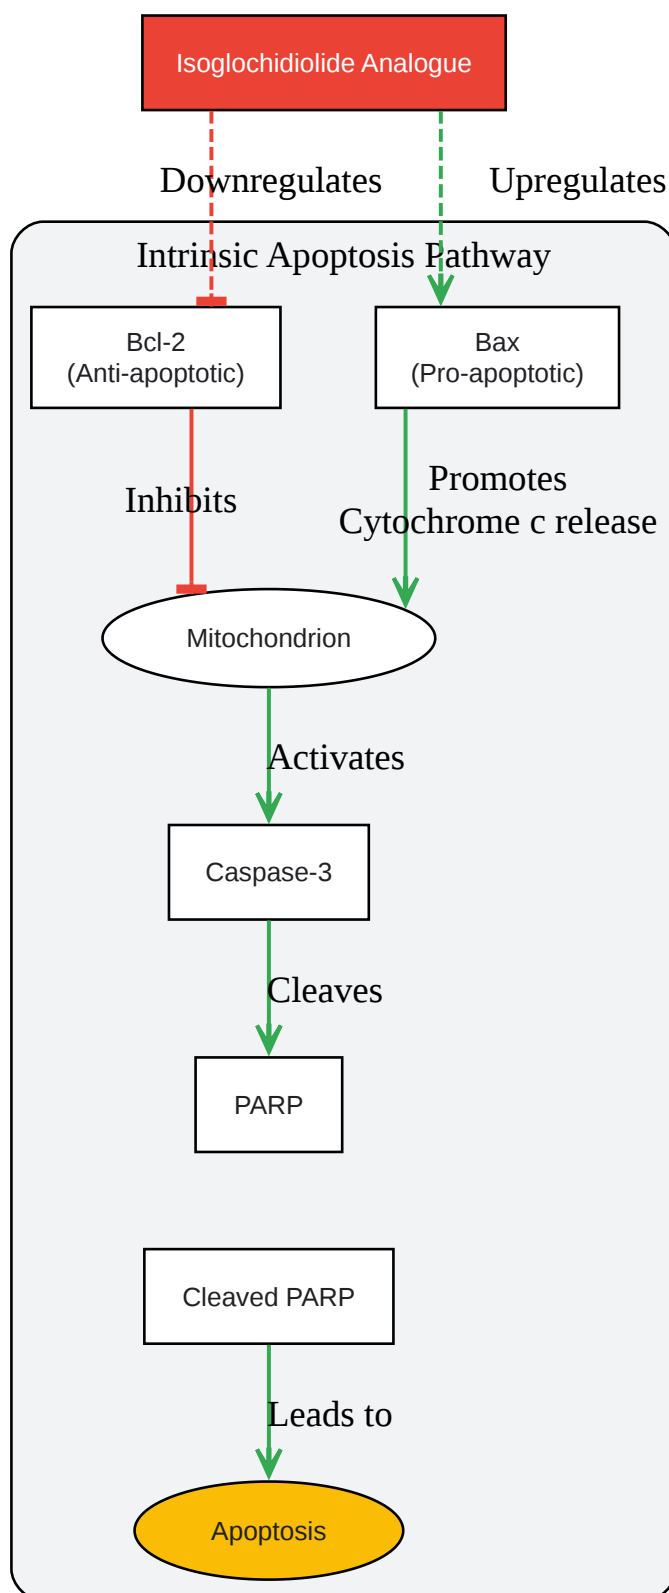 Isoglochidiolide Analogue
Downregulates
Upregulates
Intrinsic Apoptosis Pathway
Bcl-2
(Anti-apoptotic)
Bax
(Pro-apoptotic)
Inhibits
Promotes
Cytochrome c release
Mitochondrion
Activates
Caspase-3
Cleaves
PARP
Cleaved PARP
Leads to
Apoptosis